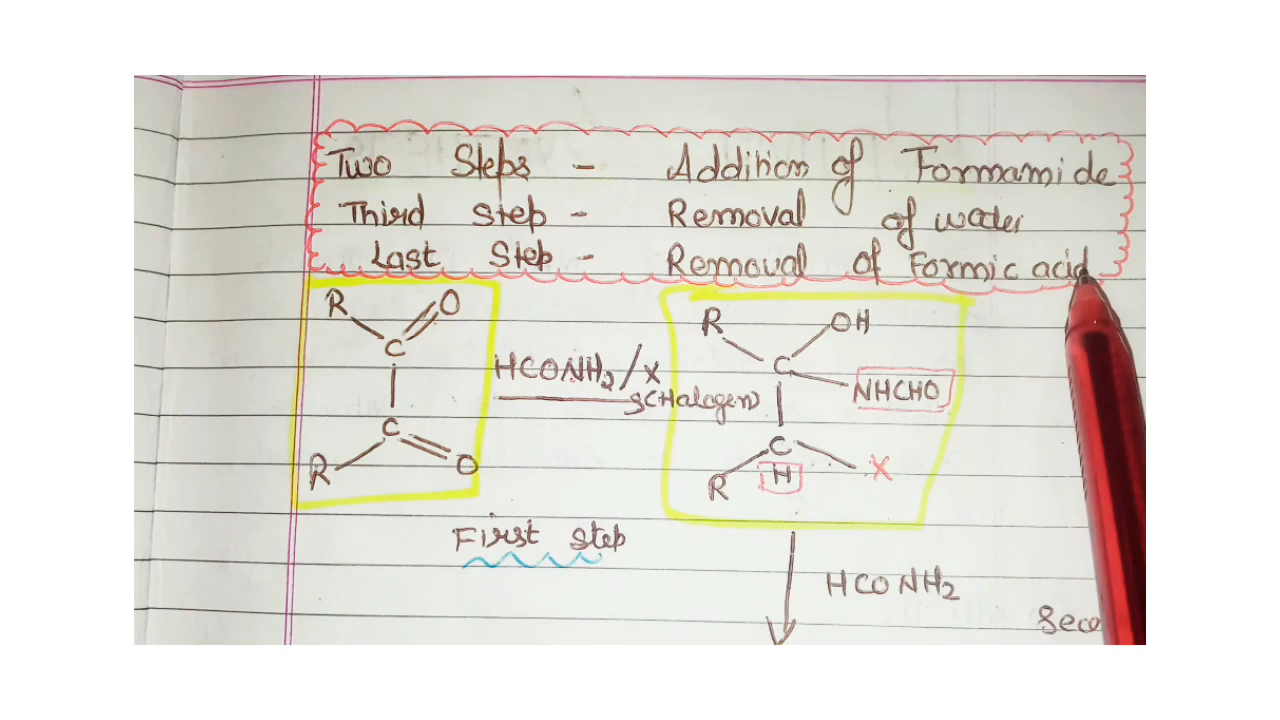 Two Steps - Addition of Formamide
Third Step - Removal of water
Last Step - Removal of Formic acid
R O
C
C
R O
HCONH2/X
(Halogen)
R OH
C
NHCHO
C
R H X
First step
HCONH2
Seco